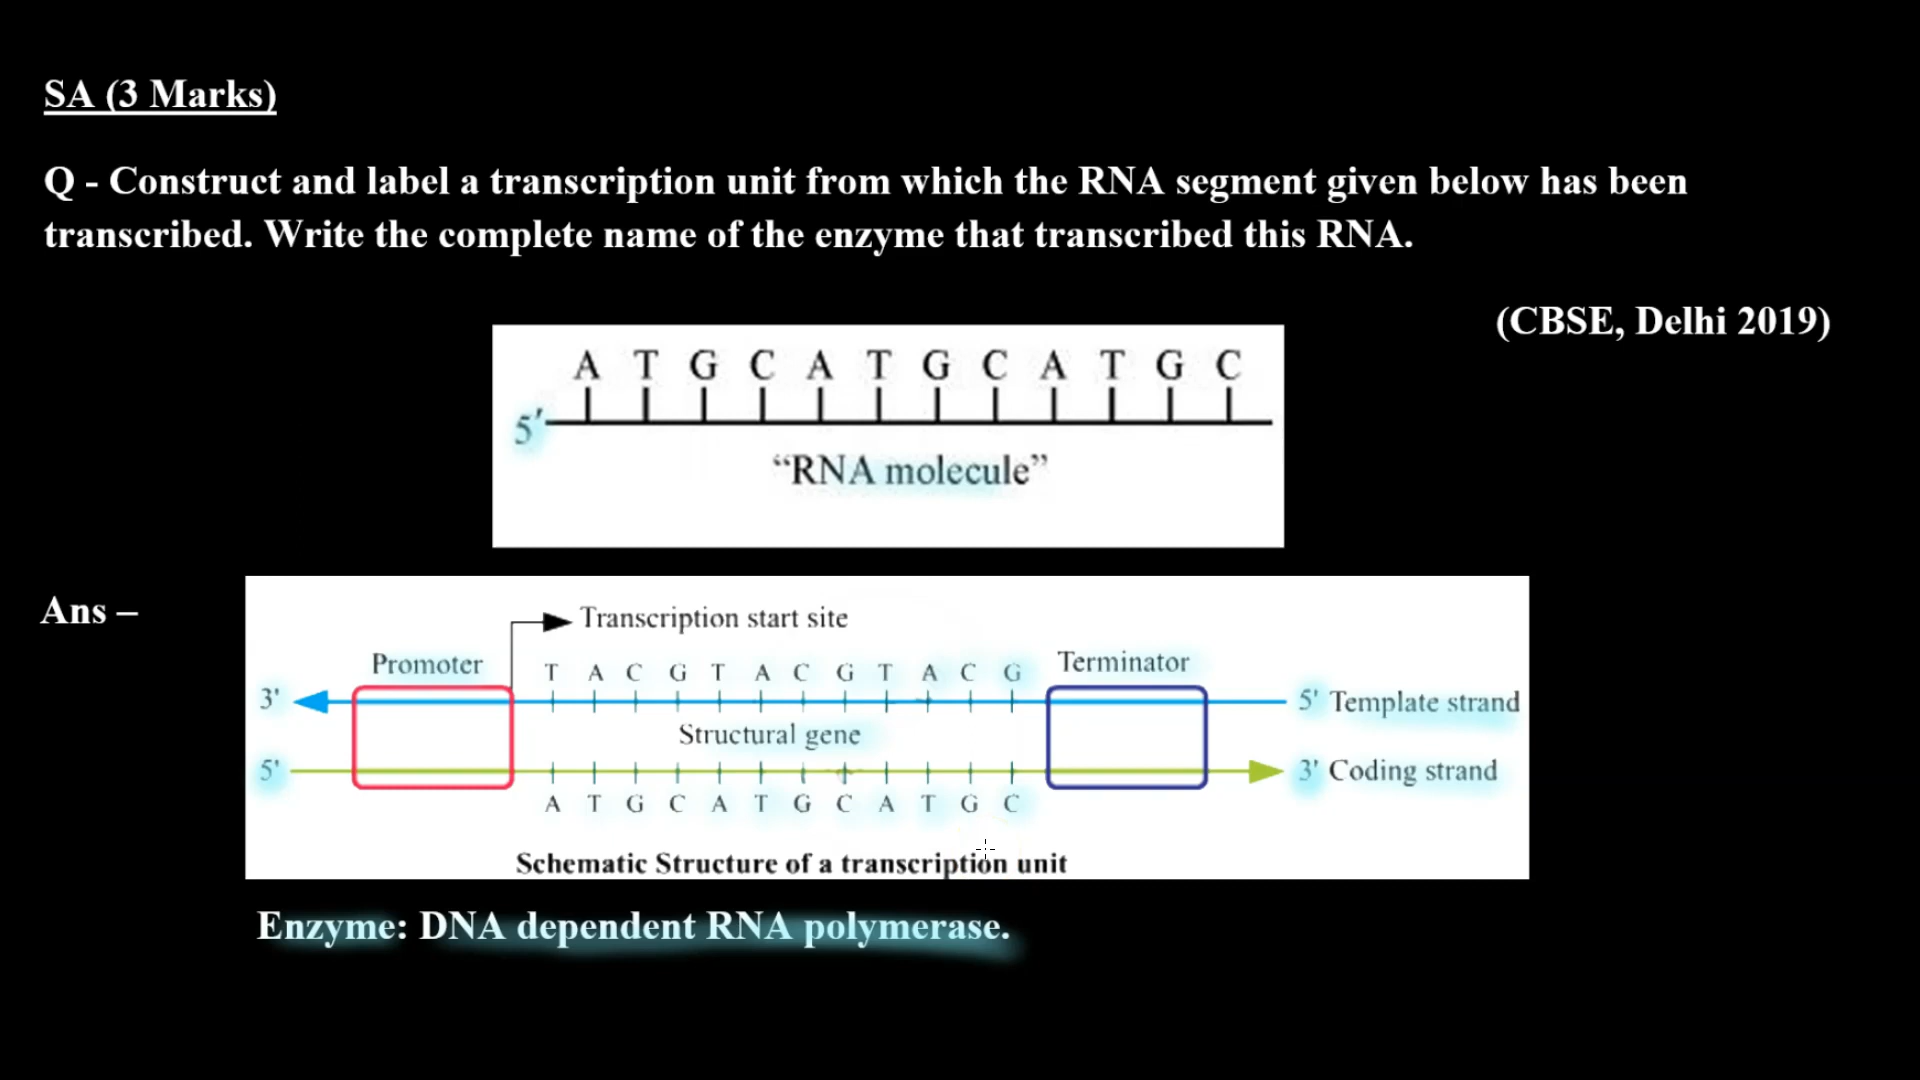 SA (3 Marks)
Q - Construct and label a transcription unit from which the RNA segment given below has been
transcribed. Write the complete name of the enzyme that transcribed this RNA.
(CBSE, Delhi 2019)
A T G C A T G C A T G C
5'
“RNA molecule”
Ans –
Transcription start site
Promoter
T A C G T A C G T A C G
Terminator
3'
5' Template strand
Structural gene
5'
3' Coding strand
A T G C A T G C A T G C
Schematic Structure of a transcription unit
Enzyme: DNA dependent RNA polymerase.